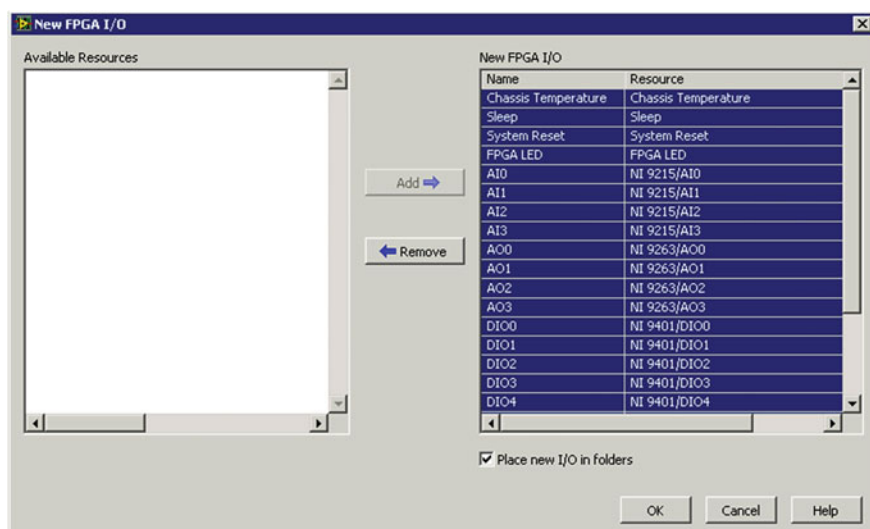 New FPGA I/O
Available Resources
New FPGA I/O
Name Resource
Chassis Temperature Chassis Temperature
Sleep Sleep
System Reset System Reset
FPGA LED FPGA LED
AI0 NI 9215/AI0
AI1 NI 9215/AI1
AI2 NI 9215/AI2
AI3 NI 9215/AI3
AO0 NI 9263/AO0
AO1 NI 9263/AO1
AO2 NI 9263/AO2
AO3 NI 9263/AO3
DIO0 NI 9401/DIO0
DIO1 NI 9401/DIO1
DIO2 NI 9401/DIO2
DIO3 NI 9401/DIO3
DIO4 NI 9401/DIO4
Add
Remove
Place new I/O in folders
OK Cancel Help